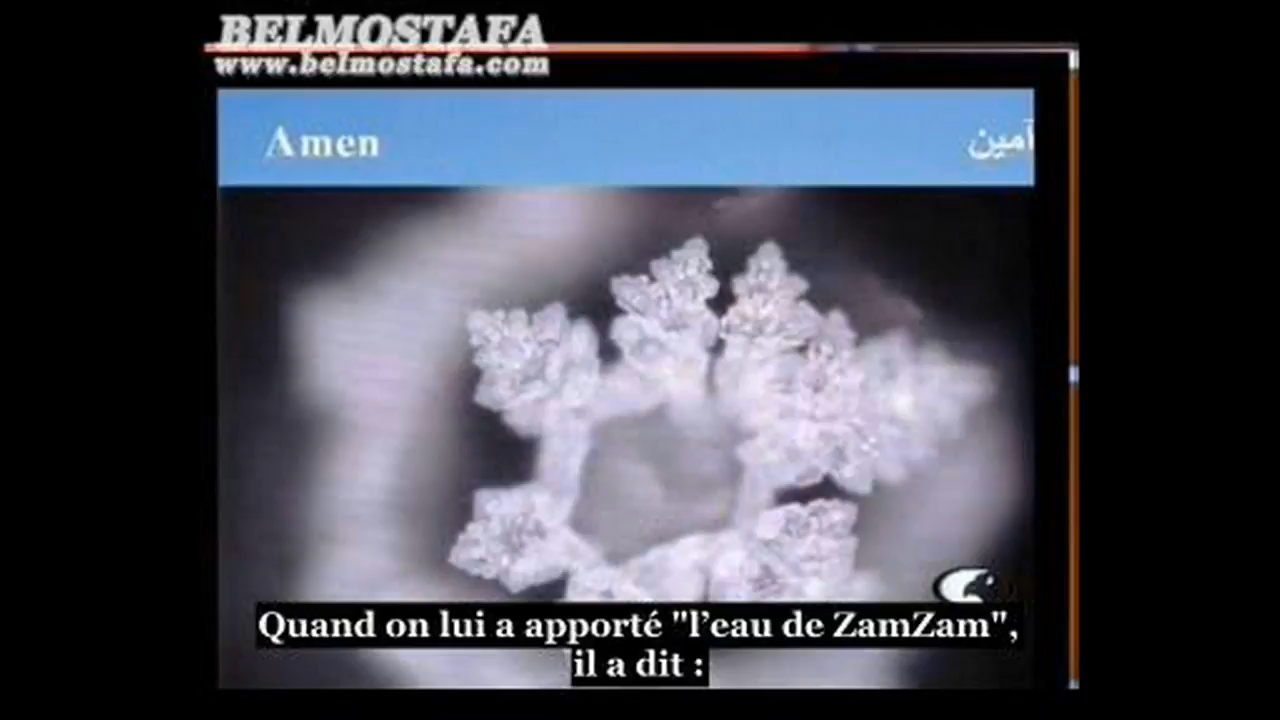 BELMOSTAFA
www.belmostafa.com
Amen
آمين
Quand on lui a apporté "l’eau de ZamZam",
il a dit :